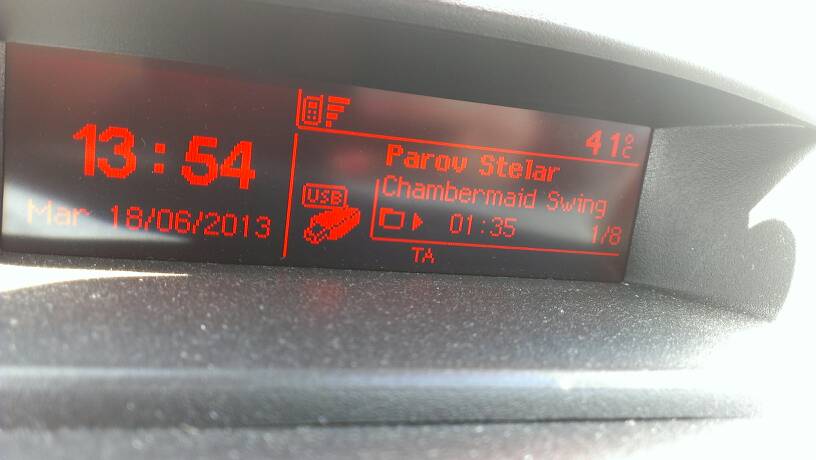 41°C
13:54
Mar 18/06/2013
Parov Stelar
USB
Chambermaid Swing
01:35
1/8
TA